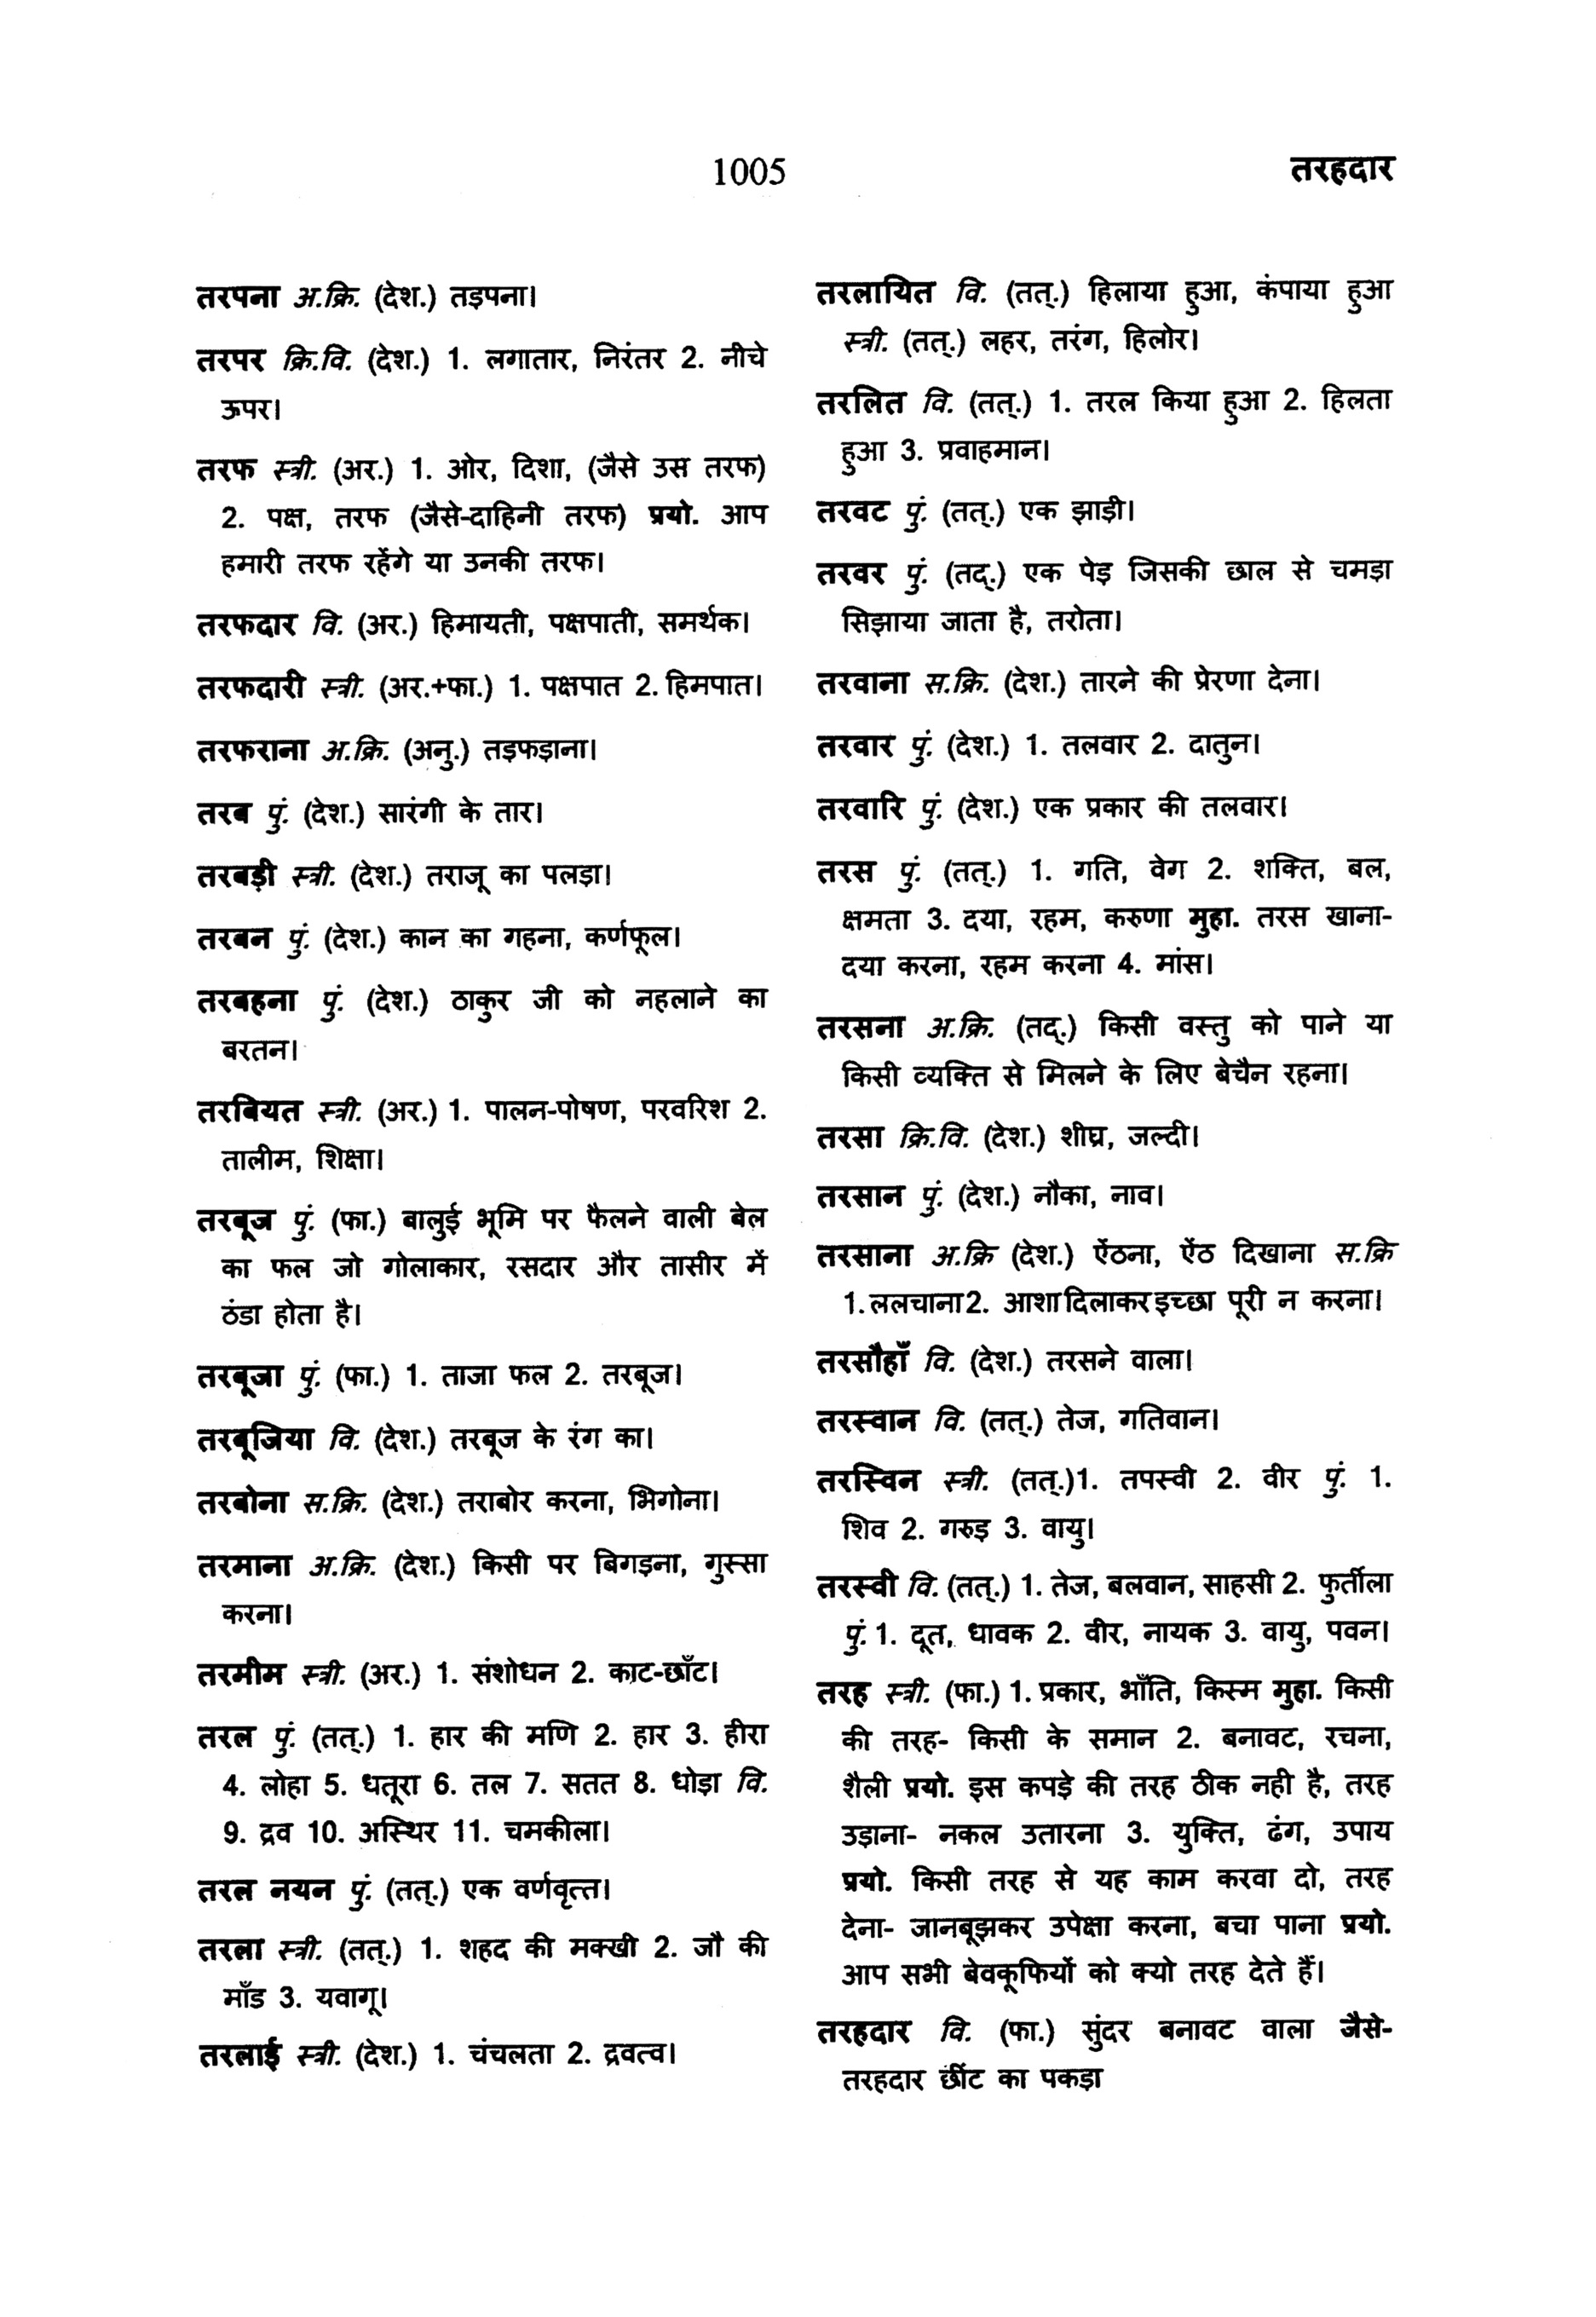 1005
तरहदार
तरपना अ.क्रि. (देश.) तड़पना।
तरपर क्रि.वि. (देश.) 1. लगातार, निरंतर 2. नीचे
ऊपर।
तरफ स्त्री. (अर.) 1. ओर, दिशा, (जैसे उस तरफ)
2. पक्ष, तरफ (जैसे-दाहिनी तरफ) प्रयो. आप
हमारी तरफ रहेंगे या उनकी तरफ।
तरफदार वि. (अर.) हिमायती, पक्षपाती, समर्थक।
तरफदारी स्त्री. (अर.+फा.) 1. पक्षपात 2. हिमपात।
तरफराना अ.क्रि. (अनु.) तड़फड़ाना।
तरब पुं. (देश.) सारंगी के तार।
तरबड़ी स्त्री. (देश.) तराजू का पलड़ा।
तरबन पुं. (देश.) कान का गहना, कर्णफूल।
तरबहना पुं. (देश.) ठाकुर जी को नहलाने का
बरतन।
तरबियत स्त्री. (अर.) 1. पालन-पोषण, परवरिश 2.
तालीम, शिक्षा।
तरबूज पुं. (फा.) बालुई भूमि पर फैलने वाली बेल
का फल जो गोलाकार, रसदार और तासीर में
ठंडा होता है।
तरबूजा पुं. (फा.) 1. ताजा फल 2. तरबूज।
तरबूजिया वि. (देश.) तरबूज के रंग का।
तरबोना स.क्रि. (देश.) तराबोर करना, भिगोना।
तरमाना अ.क्रि. (देश.) किसी पर बिगड़ना, गुस्सा
करना।
तरमीम स्त्री. (अर.) 1. संशोधन 2. काट-छाँट।
तरल पुं. (तत्.) 1. हार की मणि 2. हार 3. हीरा
4. लोहा 5. धतूरा 6. तल 7. सतत 8. धोड़ा वि.
9. द्रव 10. अस्थिर 11. चमकीला।
तरल नयन पुं. (तत्.) एक वर्णवृत्त।
तरला स्त्री. (तत्.) 1. शहद की मक्खी 2. जौ की
माँड 3. यवागू।
तरलाई स्त्री. (देश.) 1. चंचलता 2. द्रवत्व।
तरलायित वि. (तत्.) हिलाया हुआ, कंपाया हुआ
स्त्री. (तत्.) लहर, तरंग, हिलोर।
तरलित वि. (तत्.) 1. तरल किया हुआ 2. हिलता
हुआ 3. प्रवाहमान।
तरवट पुं. (तत्.) एक झाड़ी।
तरवर पुं. (तद्.) एक पेड़ जिसकी छाल से चमड़ा
सिझाया जाता है, तरोता।
तरवाना स.क्रि. (देश.) तारने की प्रेरणा देना।
तरवार पुं. (देश.) 1. तलवार 2. दातुन।
तरवारि पुं. (देश.) एक प्रकार की तलवार।
तरस पुं. (तत्.) 1. गति, वेग 2. शक्ति, बल,
क्षमता 3. दया, रहम, करुणा मुहा. तरस खाना-
दया करना, रहम करना 4. मांस।
तरसना अ.क्रि. (तद्.) किसी वस्तु को पाने या
किसी व्यक्ति से मिलने के लिए बेचैन रहना।
तरसा क्रि.वि. (देश.) शीघ्र, जल्दी।
तरसान पुं. (देश.) नौका, नाव।
तरसाना अ.क्रि (देश.) ऐंठना, ऐंठ दिखाना स.क्रि
1. ललचाना 2. आशा दिलाकर इच्छा पूरी न करना।
तरसौहाँ वि. (देश.) तरसने वाला।
तरस्वान वि. (तत्.) तेज, गतिवान।
तरस्विन स्त्री. (तत्.)1. तपस्वी 2. वीर पुं. 1.
शिव 2. गरुड़ 3. वायु।
तरस्वी वि. (तत्.) 1. तेज, बलवान, साहसी 2. फुर्तीला
पुं. 1. दूत, धावक 2. वीर, नायक 3. वायु, पवन।
तरह स्त्री. (फा.) 1. प्रकार, भाँति, किस्म मुहा. किसी
की तरह- किसी के समान 2. बनावट, रचना,
शैली प्रयो. इस कपड़े की तरह ठीक नही है, तरह
उड़ाना- नकल उतारना 3. युक्ति, ढंग, उपाय
प्रयो. किसी तरह से यह काम करवा दो, तरह
देना- जानबूझकर उपेक्षा करना, बचा पाना प्रयो.
आप सभी बेवकूफियों को क्यो तरह देते हैं।
तरहदार वि. (फा.) सुंदर बनावट वाला जैसे-
तरहदार छींट का पकड़ा